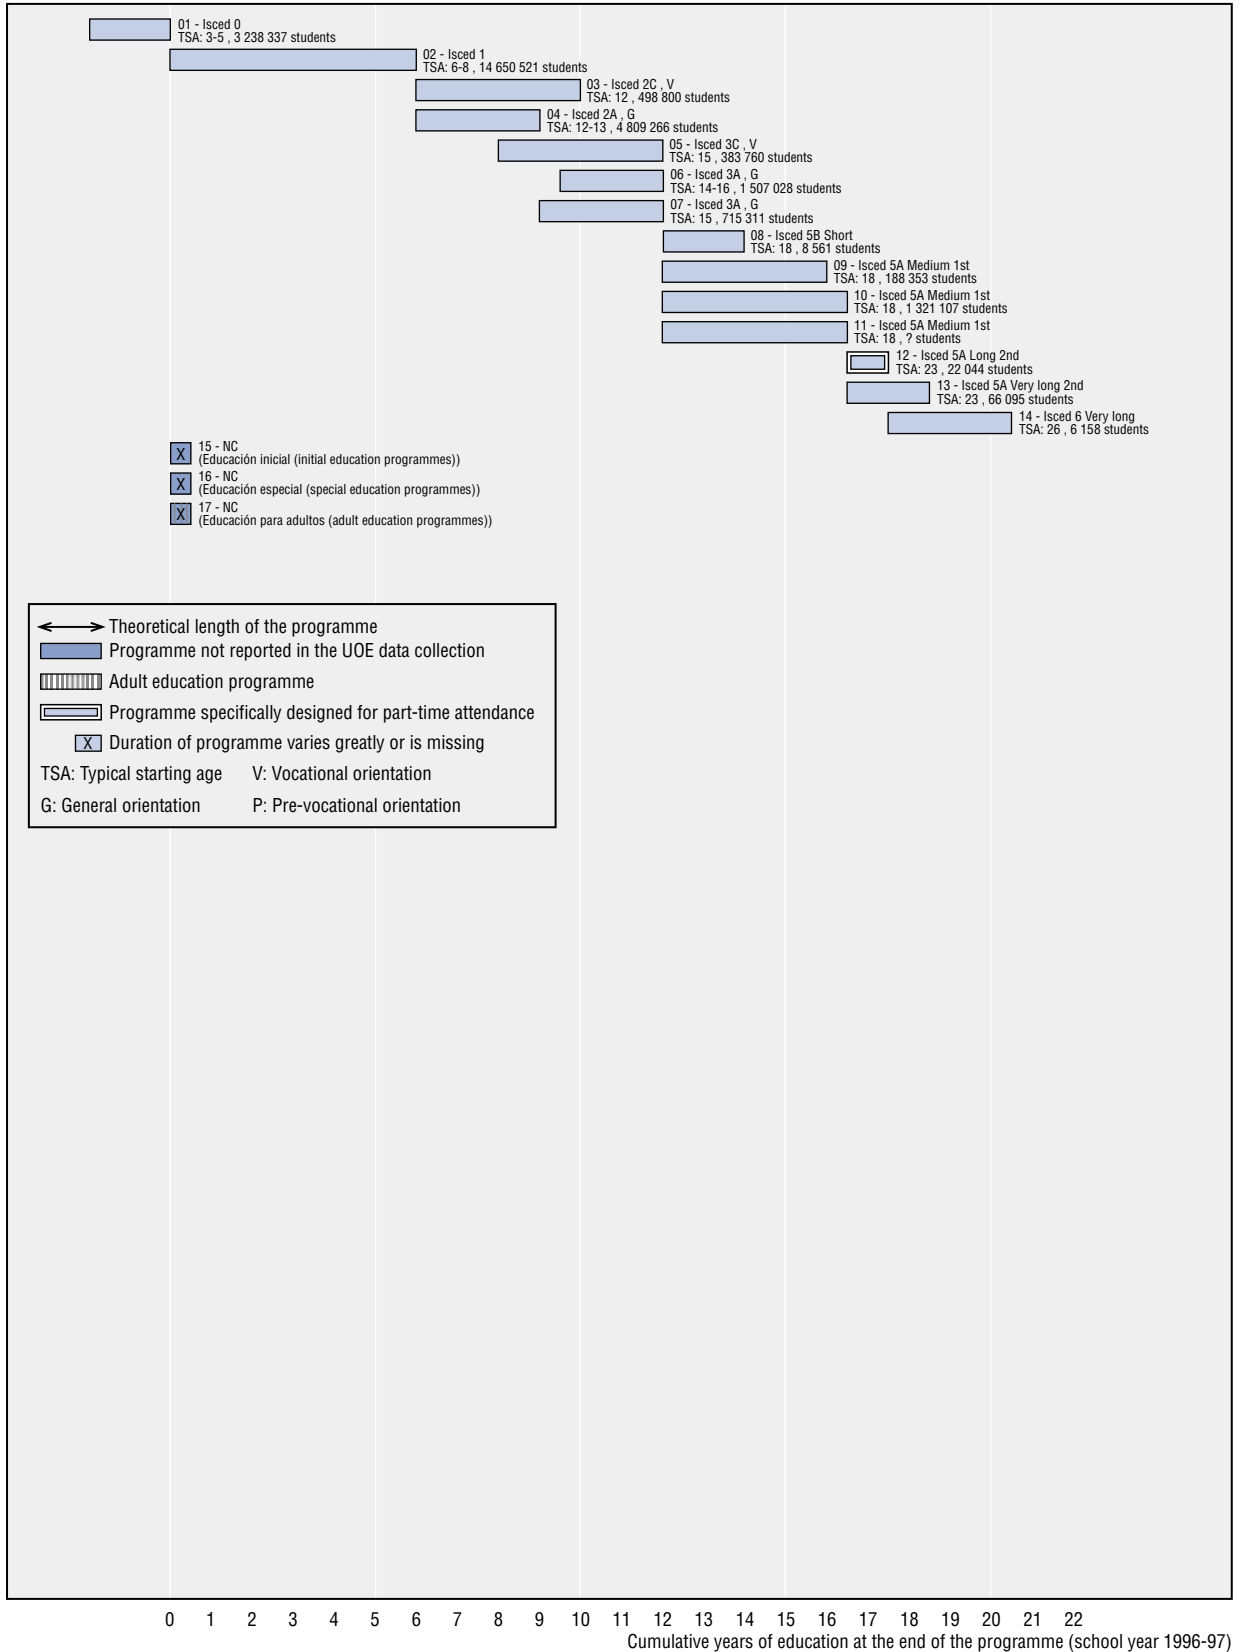 01 - Isced 0
TSA: 3-5 , 3 238 337 students
02 - Isced 1
TSA: 6-8 , 14 650 521 students
03 - Isced 2C , V
TSA: 12 , 498 800 students
04 - Isced 2A , G
TSA: 12-13 , 4 809 266 students
05 - Isced 3C , V
TSA: 15 , 383 760 students
06 - Isced 3A , G
TSA: 14-16 , 1 507 028 students
07 - Isced 3A , G
TSA: 15 , 715 311 students
08 - Isced 5B Short
TSA: 18 , 8 561 students
09 - Isced 5A Medium 1st
TSA: 18 , 188 353 students
10 - Isced 5A Medium 1st
TSA: 18 , 1 321 107 students
11 - Isced 5A Medium 1st
TSA: 18 , ? students
12 - Isced 5A Long 2nd
TSA: 23 , 22 044 students
13 - Isced 5A Very long 2nd
TSA: 23 , 66 095 students
14 - Isced 6 Very long
TSA: 26 , 6 158 students
X 15 - NC
(Educación inicial (initial education programmes))
X 16 - NC
(Educación especial (special education programmes))
X 17 - NC
(Educación para adultos (adult education programmes))
Theoretical length of the programme
Programme not reported in the UOE data collection
Adult education programme
Programme specifically designed for part-time attendance
X Duration of programme varies greatly or is missing
TSA: Typical starting age V: Vocational orientation
G: General orientation P: Pre-vocational orientation
0 1 2 3 4 5 6 7 8 9 10 11 12 13 14 15 16 17 18 19 20 21 22
Cumulative years of education at the end of the programme (school year 1996-97)